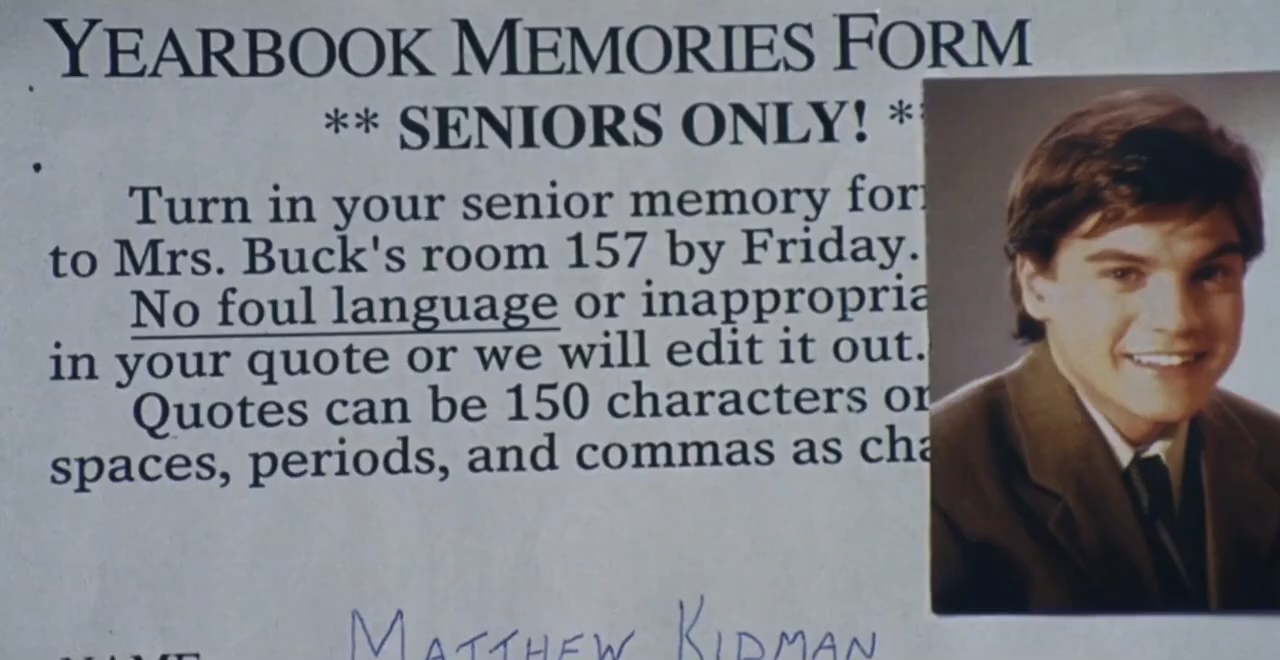 YEARBOOK MEMORIES FORM
** SENIORS ONLY! *
Turn in your senior memory for
to Mrs. Buck's room 157 by Friday.
No foul language or inappropria
in your quote or we will edit it out.
Quotes can be 150 characters or
spaces, periods, and commas as cha
MATTHEW KIDMAN
NAME